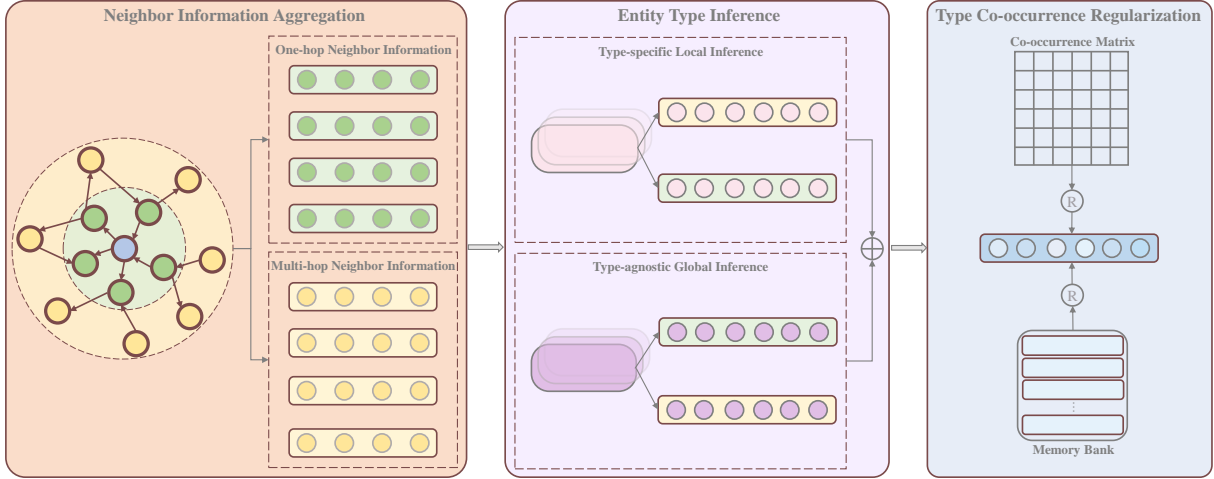 Neighbor Information Aggregation
One-hop Neighbor Information
Multi-hop Neighbor Information
Entity Type Inference
Type-specific Local Inference
Type-agnostic Global Inference
Type Co-occurrence Regularization
Co-occurrence Matrix
R
R
Memory Bank